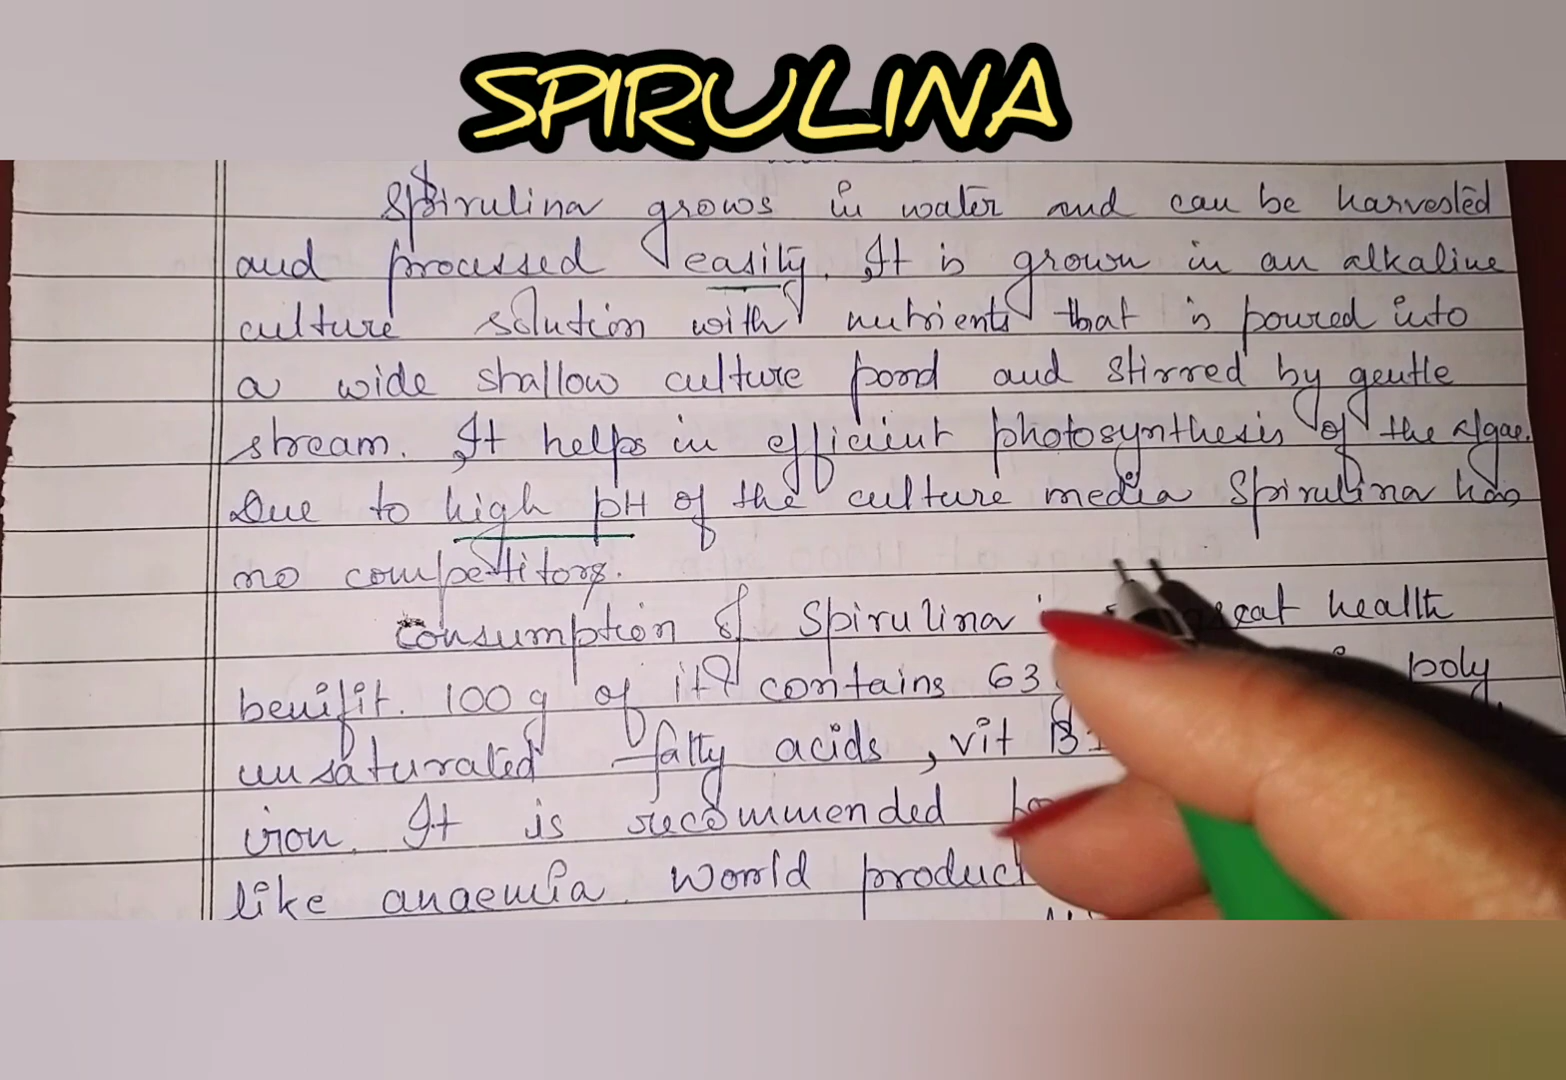 SPIRULINA
Spirulina grows in water and can be harvested
and processed easily. It is grown in an alkaline
culture solution with nutrients that is poured into
a wide shallow culture pond and stirred by gentle
stream. It helps in efficient photosynthesis of the Algae.
Due to high pH of the culture media Spirulina has
no competitors.
Consumption of Spirulina great health
benifit. 100 g of it contains 63 poly
unsaturated fatty acids, vit
iron. It is recommended
like anaemia. World